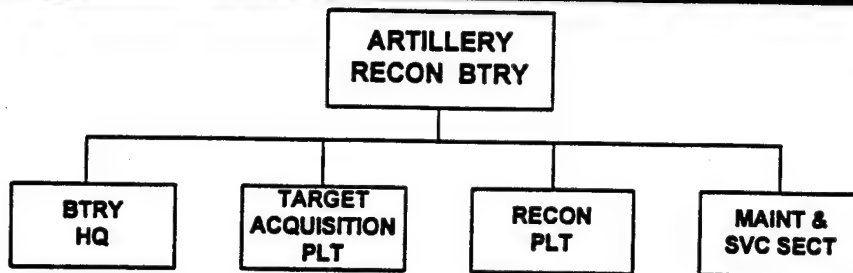 ARTILLERY
RECON BTRY
BTRY
HQ
TARGET
ACQUISITION
PLT
RECON
PLT
MAINT &
SVC SECT